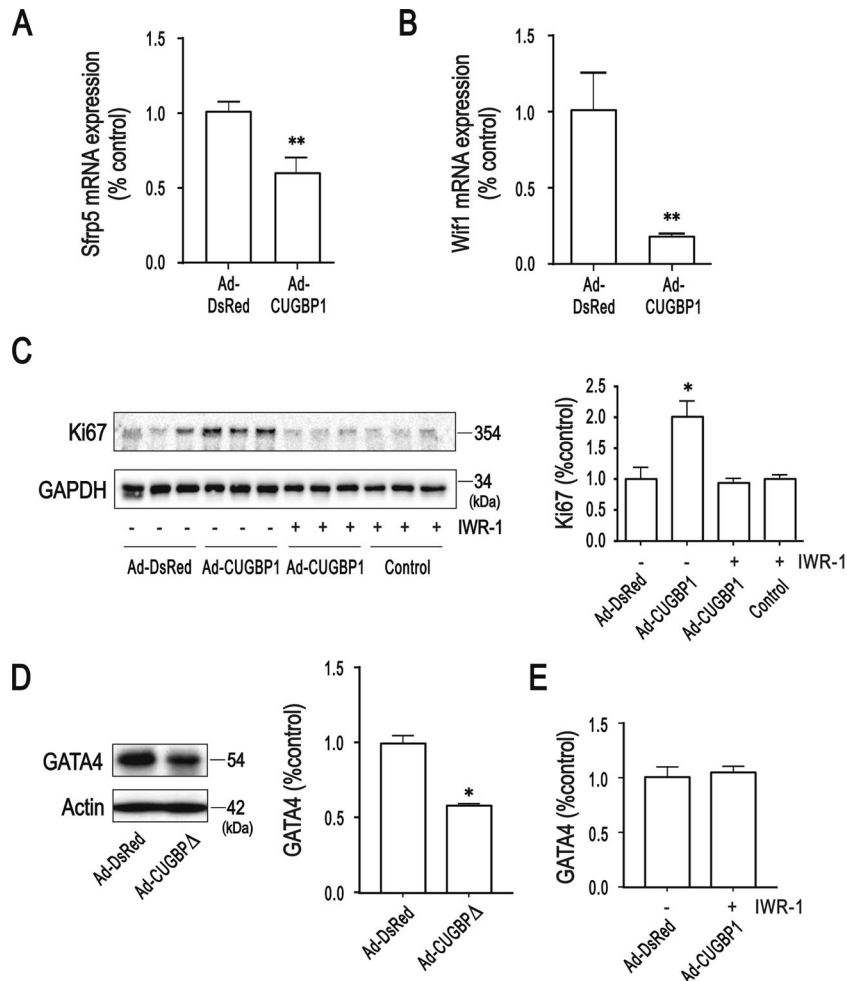 A
Sfrp5 mRNA expression
(% control)
1.5
1.0
0.5
0.0
**
Ad-
DsRed
Ad-
CUGBP1
B
Wif1 mRNA expression
(% control)
1.5
1.0
0.5
0.0
**
Ad-
DsRed
Ad-
CUGBP1
C
Ki67
354
GAPDH
34
(kDa)
- - - - - - + + + + + + IWR-1
Ad-DsRed Ad-CUGBP1 Ad-CUGBP1 Control
Ki67 (%control)
2.5
2.0
1.5
1.0
0.5
0.0
*
- - + + IWR-1
Ad-DsRed
Ad-CUGBP1
Ad-CUGBP1
Control
D
GATA4
54
Actin
42
(kDa)
Ad-DsRed
Ad-CUGBPΔ
GATA4 (%control)
1.5
1.0
0.5
0.0
*
Ad-DsRed
Ad-CUGBPΔ
E
GATA4 (%control)
1.5
1.0
0.5
0.0
- + IWR-1
Ad-DsRed
Ad-CUGBP1